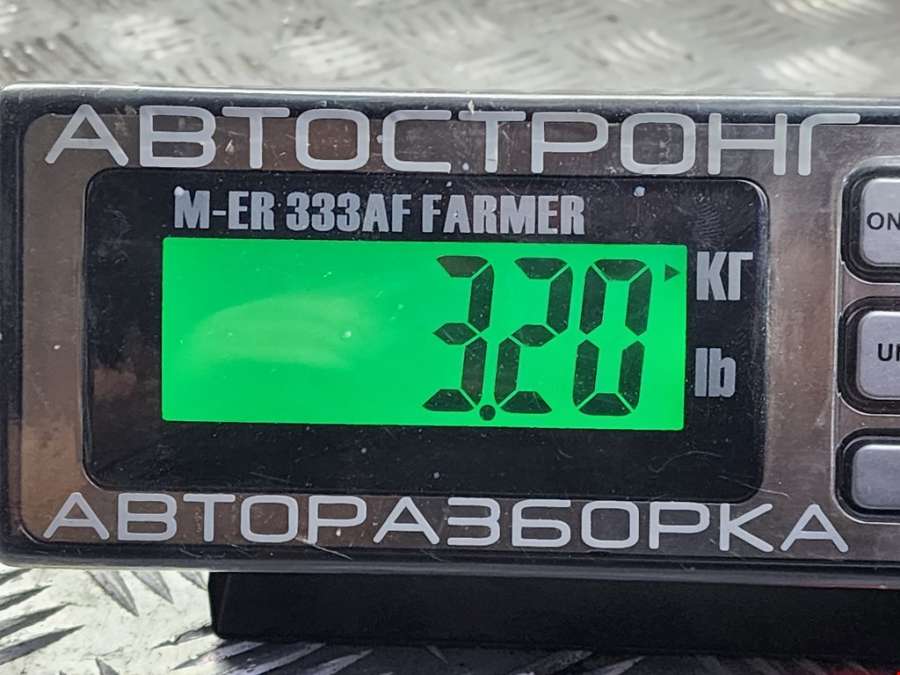 АВТОСТРОНГ
M-ER 333AF FARMER
3.20
КГ
lb
ON
АВТОРАЗБОРКА